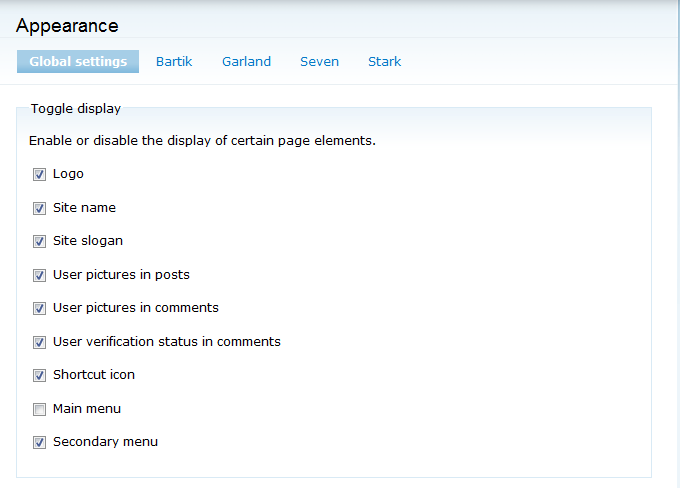 Appearance
Global settings Bartik Garland Seven Stark
Toggle display
Enable or disable the display of certain page elements.
Logo
Site name
Site slogan
User pictures in posts
User pictures in comments
User verification status in comments
Shortcut icon
Main menu
Secondary menu